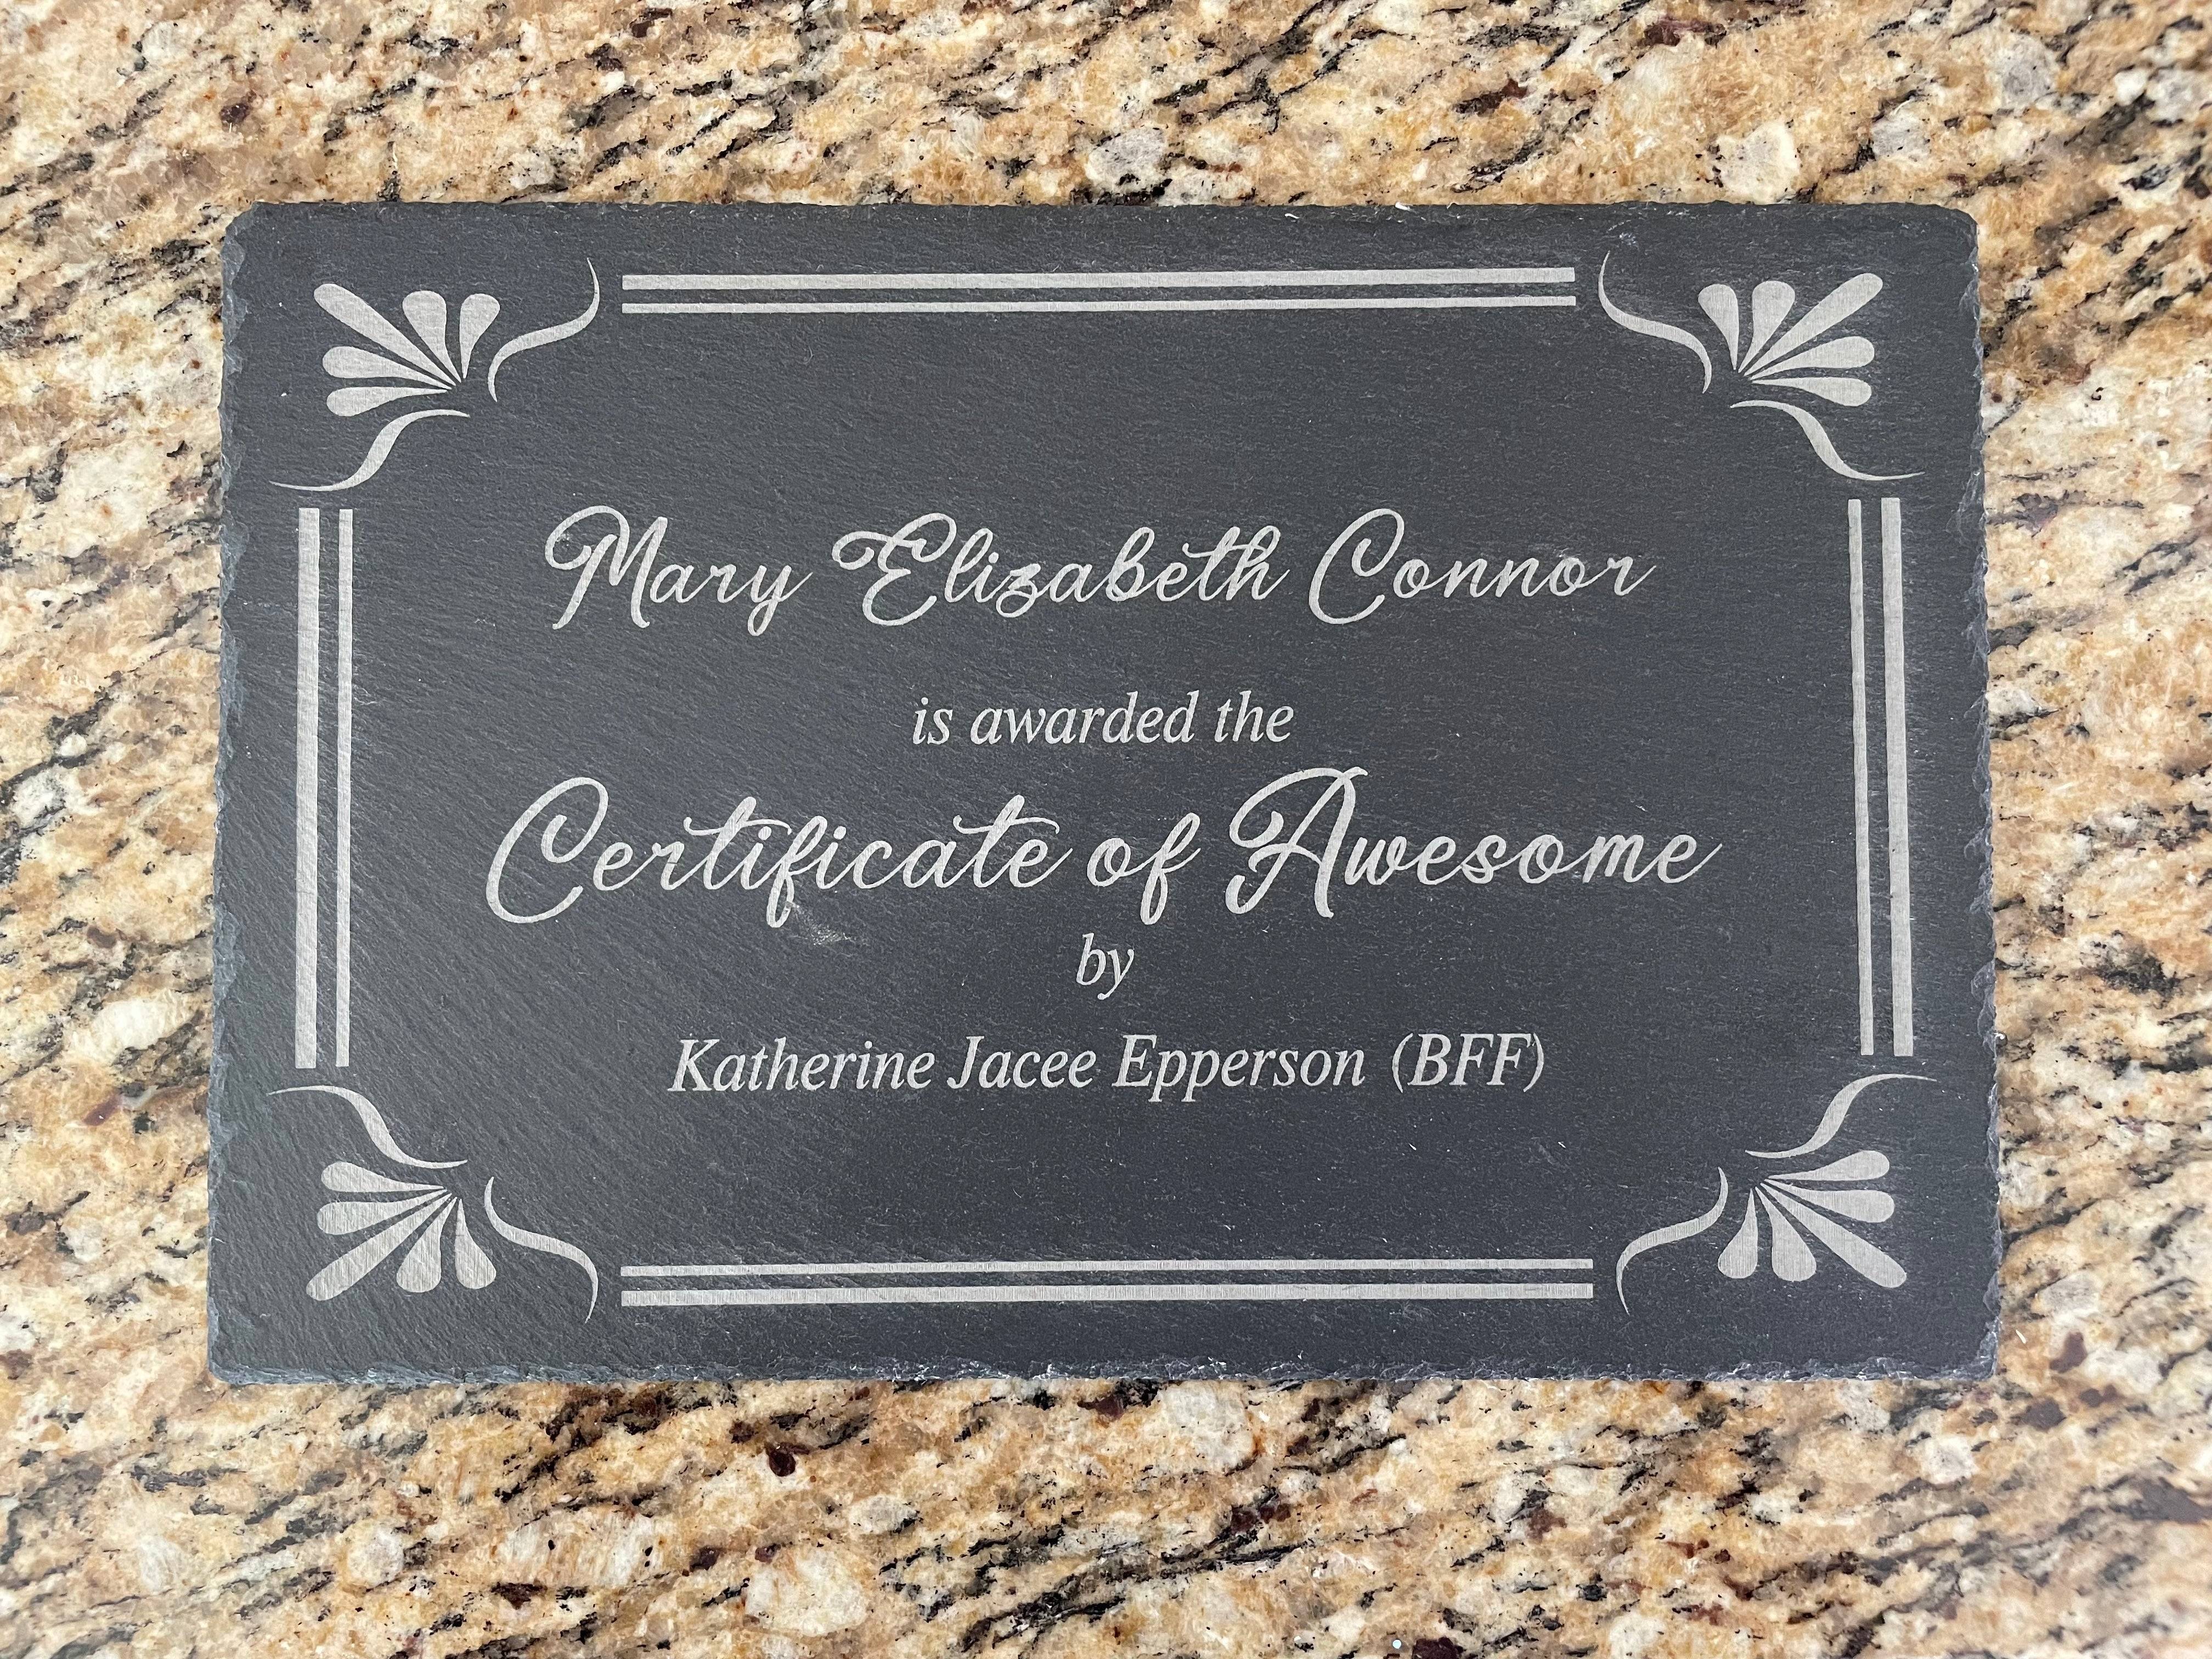 Mary Elizabeth Connor
is awarded the
Certificate of Awesome
by
Katherine Jacee Epperson (BFF)